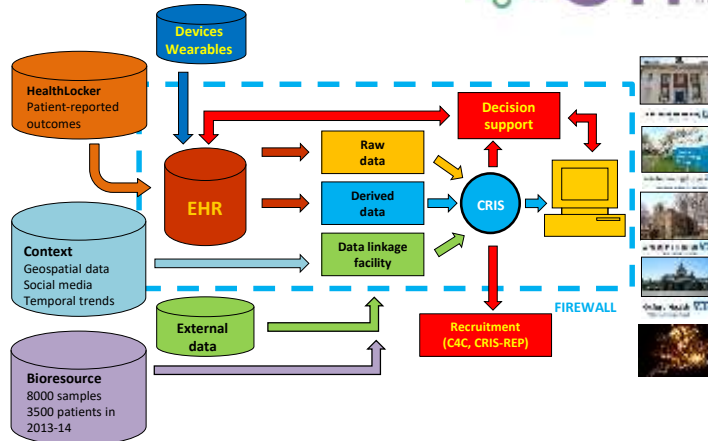 Devices
Wearables
HealthLocker
Patient-reported
outcomes
Decision
support
Raw
data
EHR
Derived
data
CRIS
Context
Geospatial data
Social media
Temporal trends
Data linkage
facility
FIREWALL
External
data
Recruitment
(C4C, CRIS-REP)
Bioresource
8000 samples
3500 patients in
2013-14